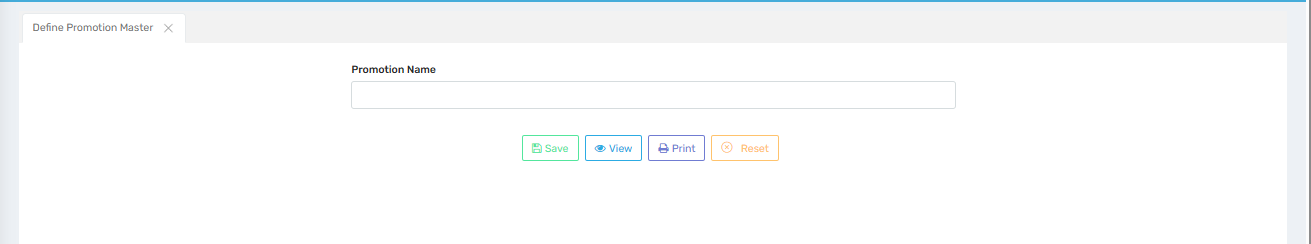 Define Promotion Master
Promotion Name
Save View Print Reset